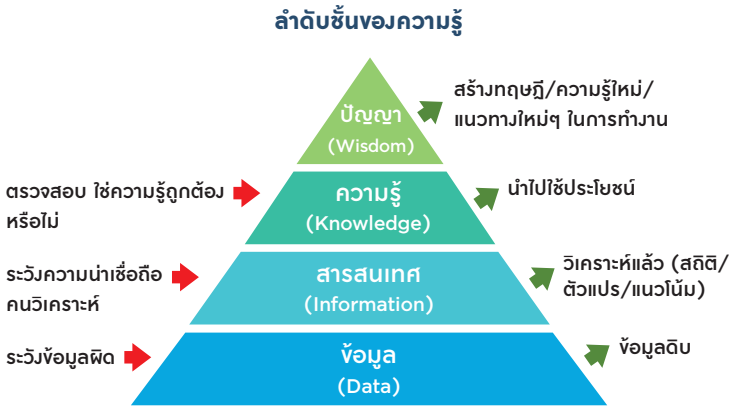 ลำดับชั้นของความรู้
สร้างทฤษฎี/ความรู้ใหม่/
แนวทางใหม่ๆ ในการทำงาน
ปัญญา
(Wisdom)
ตรวจสอบ ใช่ความรู้ถูกต้อง
หรือไม่
ความรู้
(Knowledge)
นำไปใช้ประโยชน์
ระวังความน่าเชื่อถือ
คนวิเคราะห์
สารสนเทศ
(Information)
วิเคราะห์แล้ว (สถิติ/
ตัวแปร/แนวโน้ม)
ระวังข้อมูลผิด
ข้อมูล
(Data)
ข้อมูลดิบ